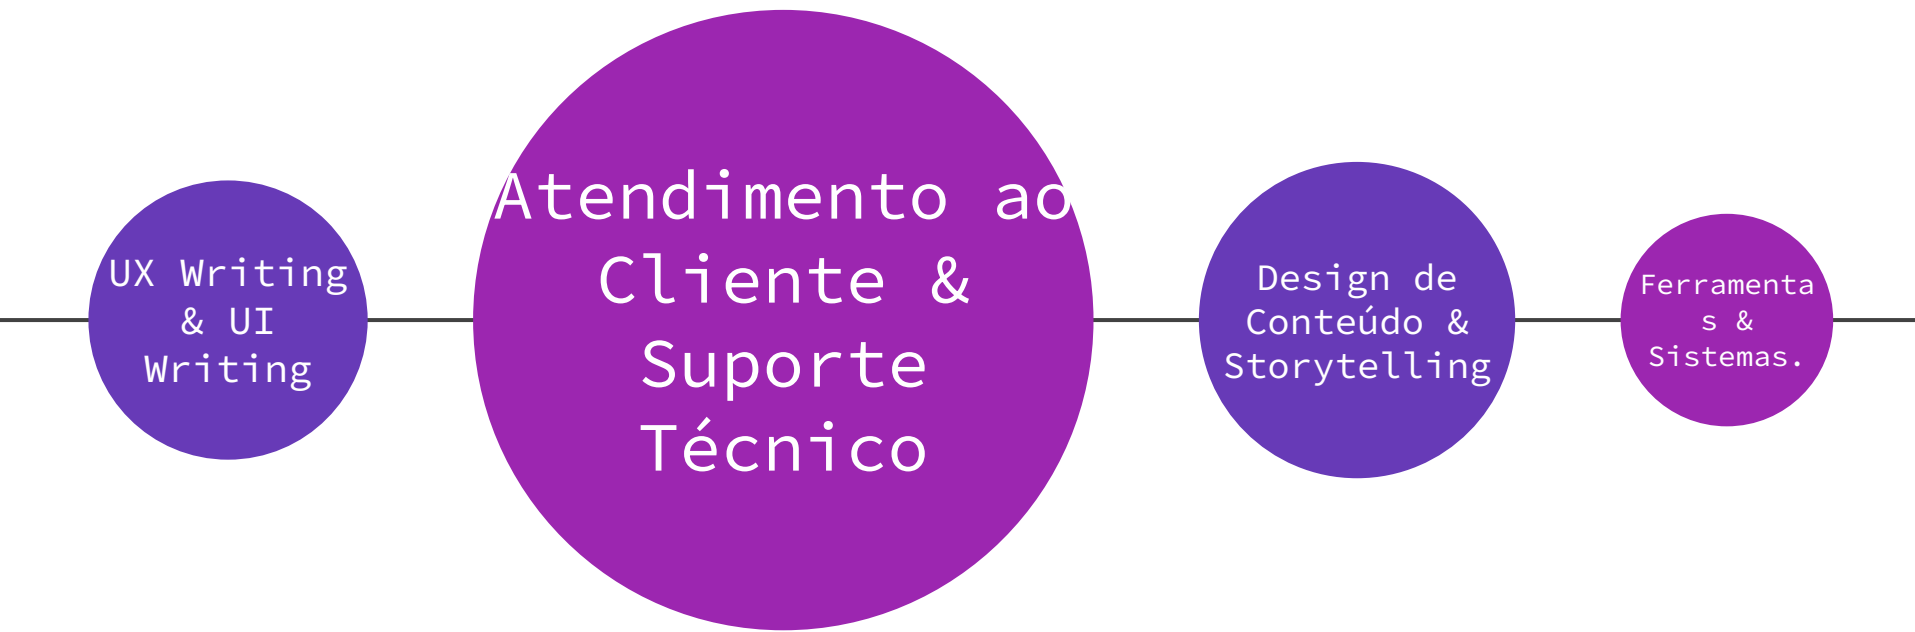 UX Writing
& UI
Writing
Atendimento ao
Cliente &
Suporte
Técnico
Design de
Conteúdo &
Storytelling
Ferramenta
s &
Sistemas.